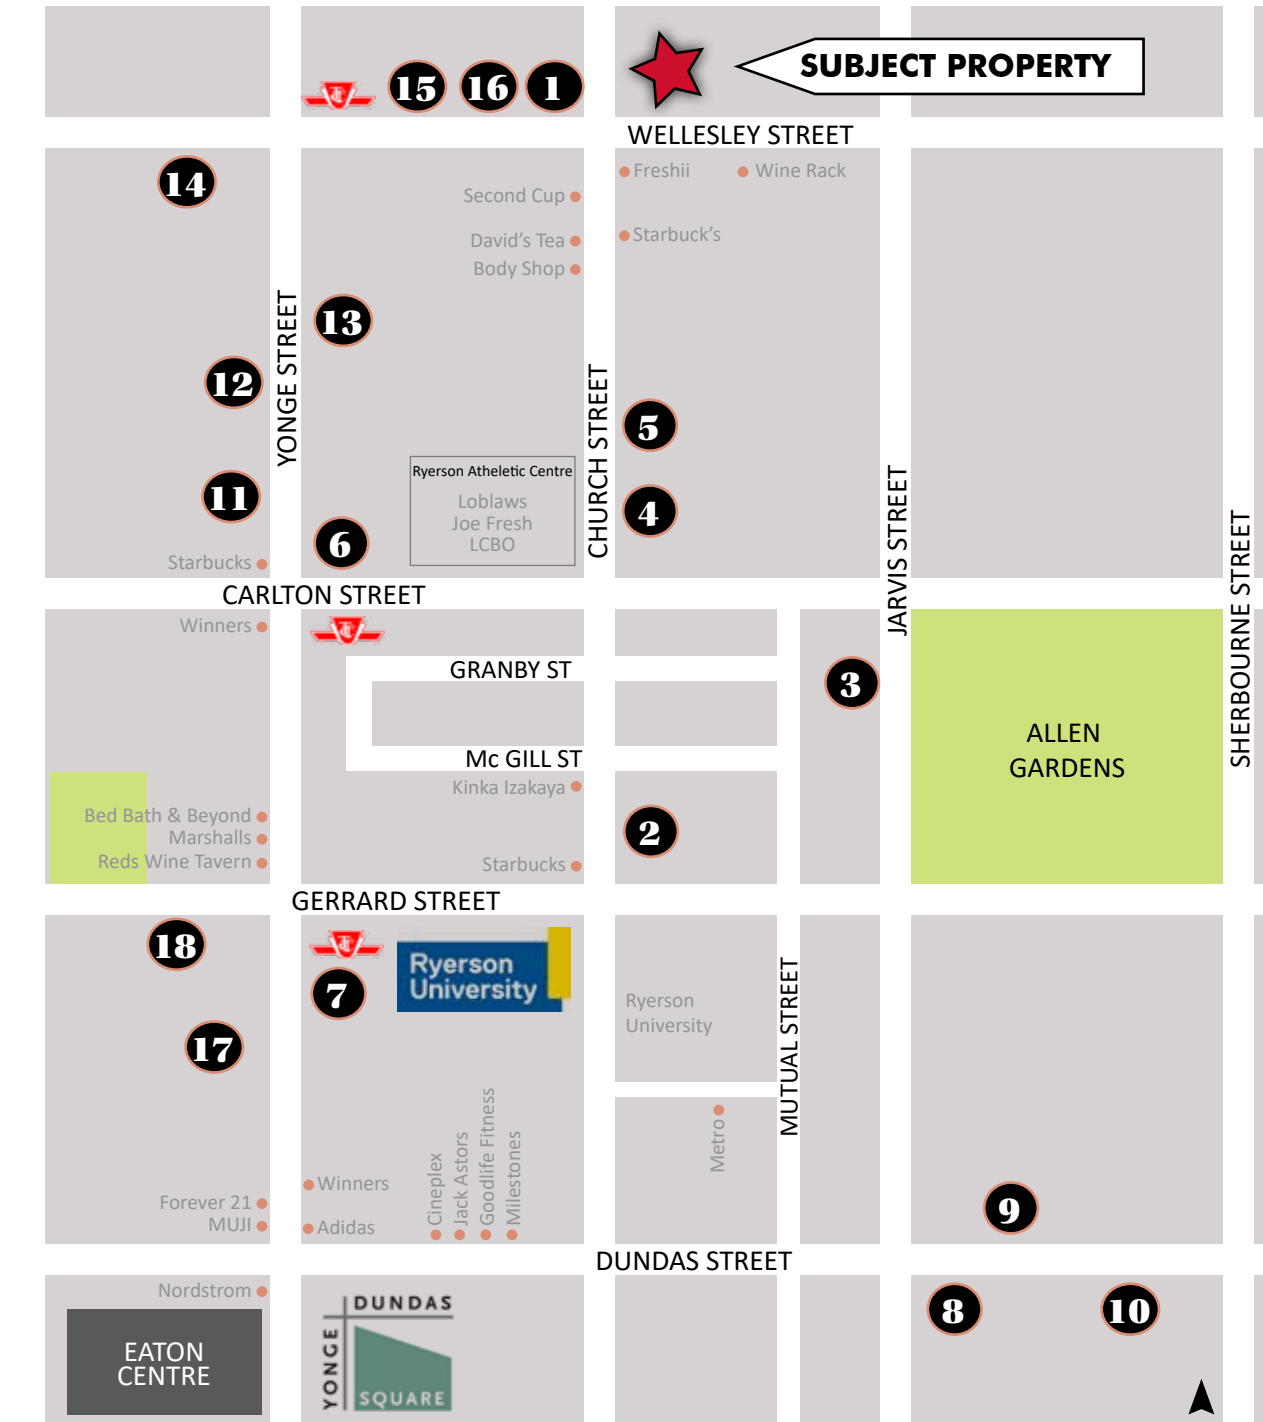 SUBJECT PROPERTY
15
16
1
WELLESLEY STREET
14
Freshii
Wine Rack
Second Cup
David's Tea
Body Shop
Starbuck's
YONGE STREET
13
12
CHURCH STREET
5
4
11
6
Ryerson Atheletic Centre
Loblaws
Joe Fresh
LCBO
JARVIS STREET
SHERBOURNE STREET
Starbucks
CARLTON STREET
Winners
GRANBY ST
3
ALLEN
GARDENS
Mc GILL ST
Kinka Izakaya
Bed Bath & Beyond
Marshalls
Reds Wine Tavern
2
Starbucks
GERRARD STREET
18
7
Ryerson
University
Ryerson
University
MUTUAL STREET
17
Metro
Winners
Adidas
Cineplex
Jack Astors
Goodlife Fitness
Milestones
Forever 21
MUJI
9
DUNDAS STREET
Nordstrom
EATON
CENTRE
DUNDAS
YONGE
SQUARE
8
10